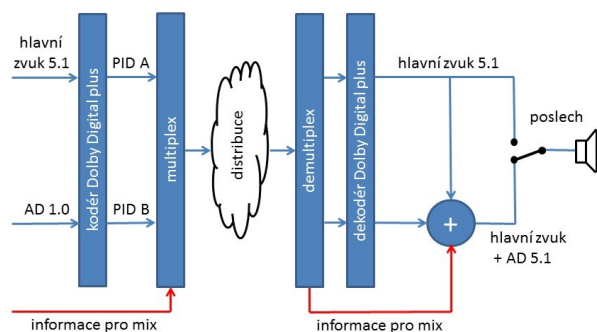 hlavní
zvuk 5.1
PID A
AD 1.0
PID B
kodér Dolby Digital plus
multiplex
distribuce
demultiplex
dekodér Dolby Digital plus
hlavní zvuk 5.1
poslech
+
hlavní zvuk
+ AD 5.1
informace pro mix
informace pro mix